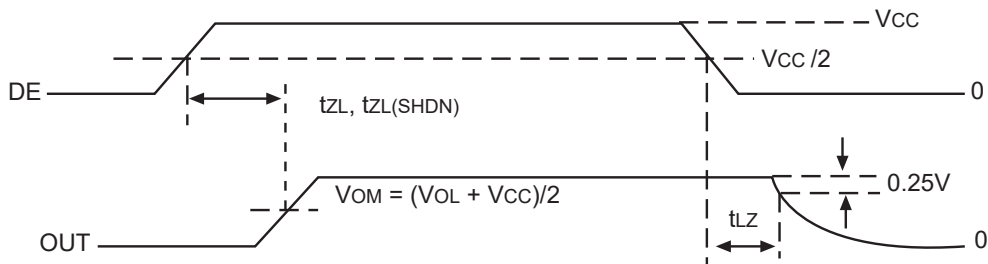 VCC
VCC /2
DE
0
tZL, tZL(SHDN)
VOM = (VOL + VCC)/2
0.25V
tLZ
OUT
0